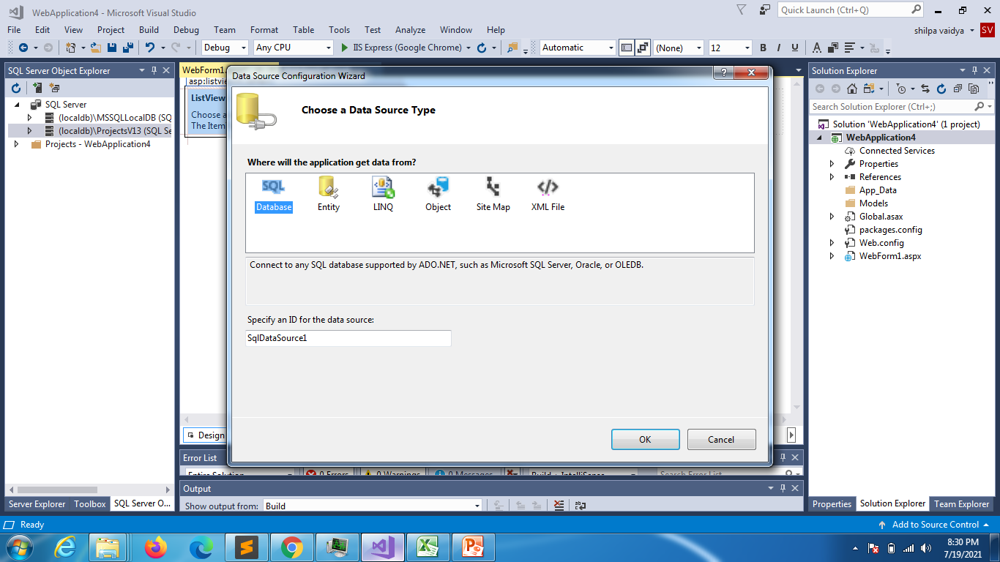 WebApplication4 - Microsoft Visual Studio
Quick Launch (Ctrl+Q)
File Edit View Project Build Debug Team Format Table Tools Test Analyze Window Help
shilpa vaidya SV
Debug Any CPU IIS Express (Google Chrome) Automatic (None) 12 B I U A
SQL Server Object Explorer
SQL Server
(localdb)\MSSQLLocalDB (SQ
(localdb)\ProjectsV13 (SQL Se
Projects - WebApplication4
WebForm1
asp:listvie
ListView
Choose a
The Item
Data Source Configuration Wizard
?
Choose a Data Source Type
Where will the application get data from?
SQL
Database Entity LINQ Object Site Map XML File
Connect to any SQL database supported by ADO.NET, such as Microsoft SQL Server, Oracle, or OLEDB.
Specify an ID for the data source:
SqlDataSource1
OK Cancel
Solution Explorer
Search Solution Explorer (Ctrl+;)
Solution 'WebApplication4' (1 project)
WebApplication4
Connected Services
Properties
References
App_Data
Models
Global.asax
packages.config
Web.config
WebForm1.aspx
Design
Error List
Entire Solution 0 Errors 0 Warnings 0 Messages Build + IntelliSense Search Error List
Output
Show output from: Build
Server Explorer Toolbox SQL Server O...
Properties Solution Explorer Team Explorer
Ready
Add to Source Control
8:30 PM
7/19/2021